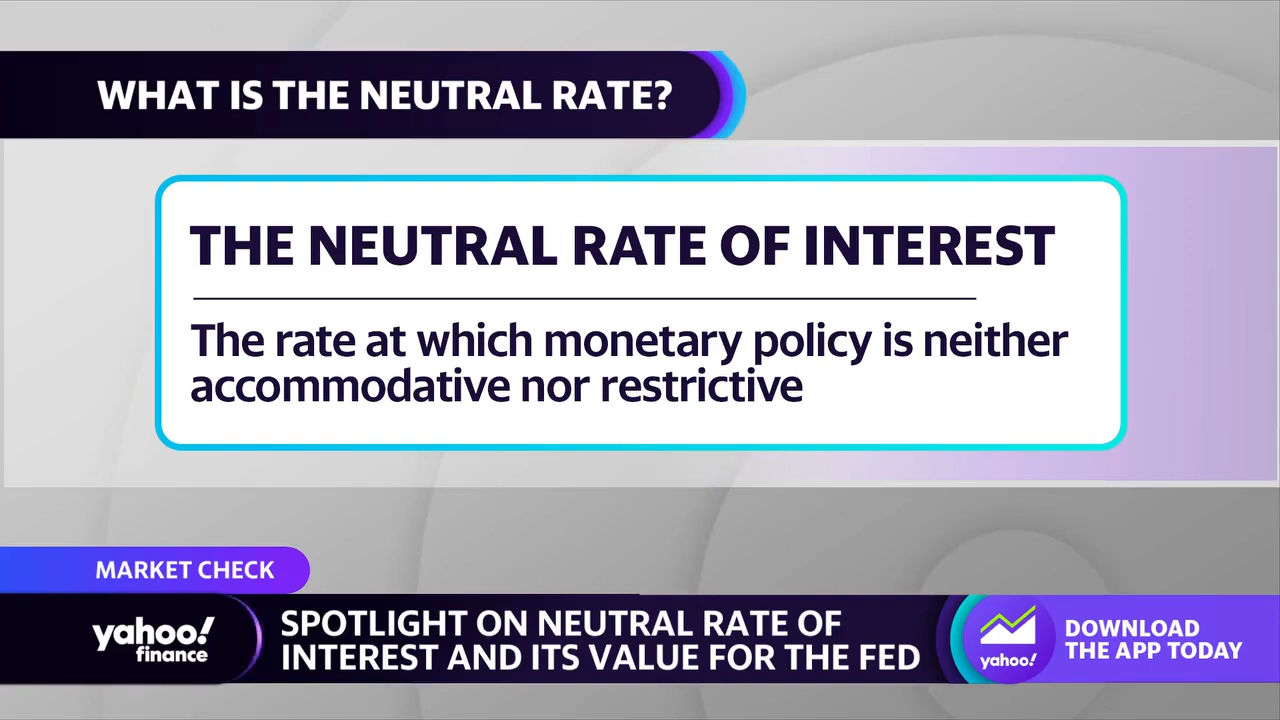 WHAT IS THE NEUTRAL RATE?
THE NEUTRAL RATE OF INTEREST
The rate at which monetary policy is neither
accommodative nor restrictive
MARKET CHECK
yahoo!
finance
SPOTLIGHT ON NEUTRAL RATE OF
INTEREST AND ITS VALUE FOR THE FED
yahoo!
DOWNLOAD
THE APP TODAY